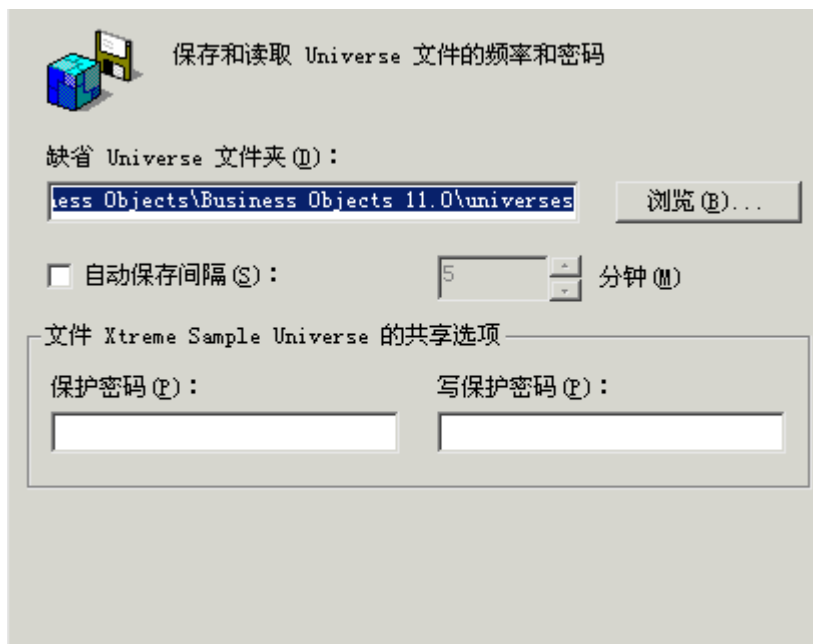 保存和读取 Universe 文件的频率和密码
缺省 Universe 文件夹(D):
ess Objects\Business Objects 11.0\universes
浏览(B)...
自动保存间隔(S): 5 分钟(M)
文件 Xtreme Sample Universe 的共享选项
保护密码(P): 写保护密码(P):